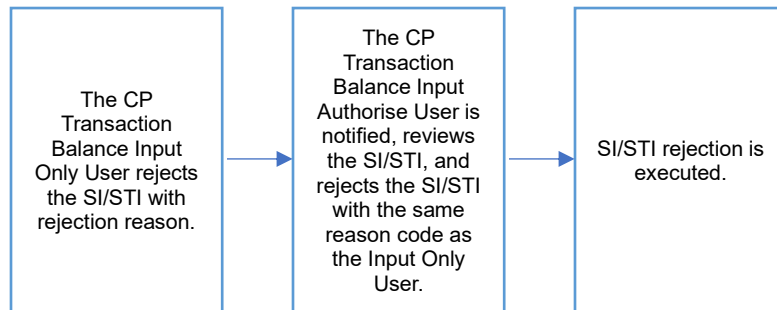 The CP
Transaction
Balance Input
Only User rejects
the SI/STI with
rejection reason.
The CP
Transaction
Balance Input
Authorise User is
notified, reviews
the SI/STI, and
rejects the SI/STI
with the same
reason code as
the Input Only
User.
SI/STI rejection is
executed.